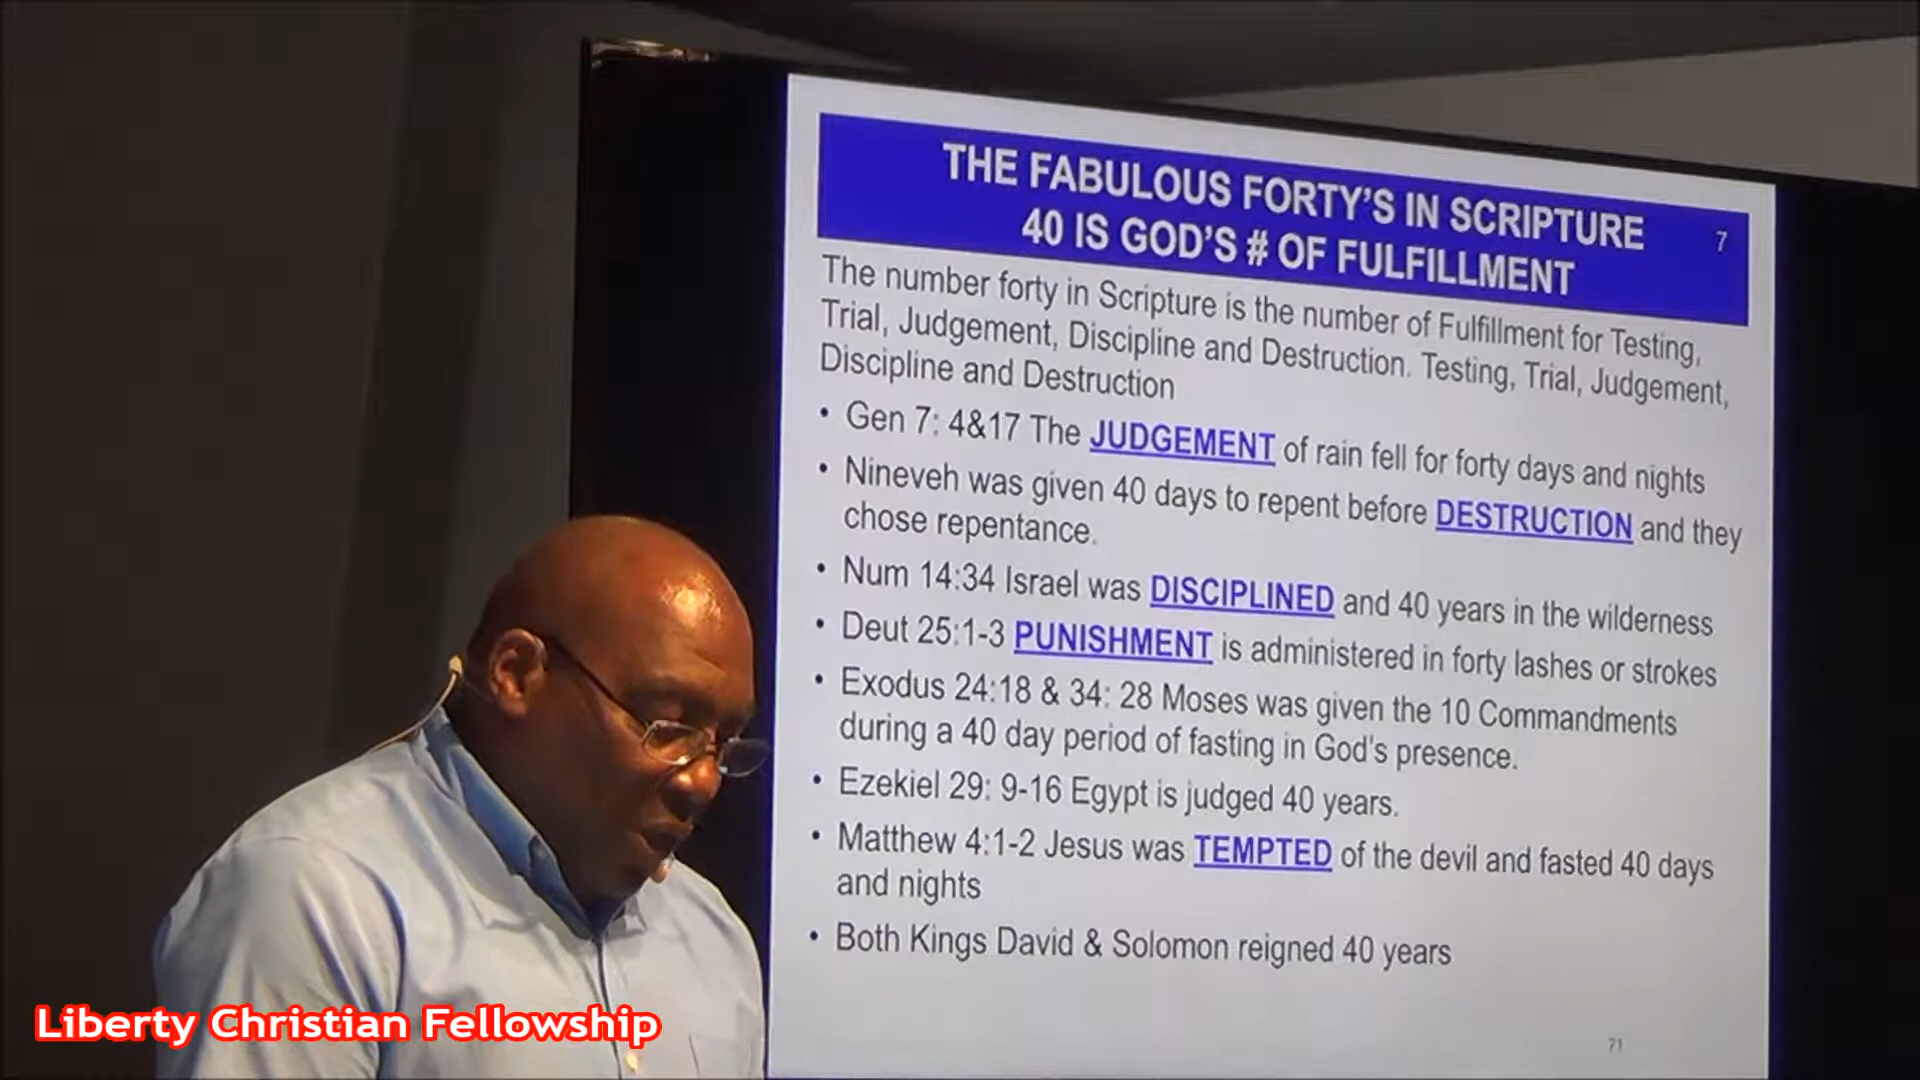 THE FABULOUS FORTY'S IN SCRIPTURE
40 IS GOD'S # OF FULFILLMENT
7
The number forty in Scripture is the number of Fulfillment for Testing,
Trial, Judgement, Discipline and Destruction. Testing, Trial, Judgement,
Discipline and Destruction
• Gen 7: 4&17 The JUDGEMENT of rain fell for forty days and nights
• Nineveh was given 40 days to repent before DESTRUCTION and they
chose repentance.
• Num 14:34 Israel was DISCIPLINED and 40 years in the wilderness
• Deut 25:1-3 PUNISHMENT is administered in forty lashes or strokes
• Exodus 24:18 & 34: 28 Moses was given the 10 Commandments
during a 40 day period of fasting in God's presence.
• Ezekiel 29: 9-16 Egypt is judged 40 years.
• Matthew 4:1-2 Jesus was TEMPTED of the devil and fasted 40 days
and nights
• Both Kings David & Solomon reigned 40 years
71
Liberty Christian Fellowship